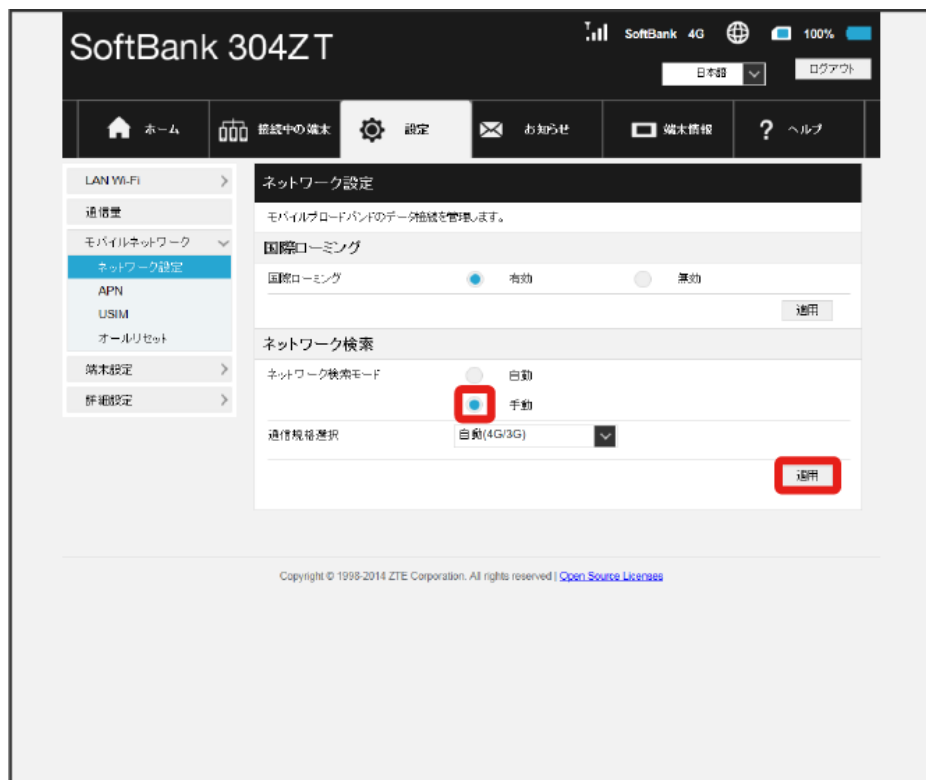 SoftBank 304ZT
SoftBank 4G 100%
日本語 ログアウト
ホーム 接続中の端末 設定 お知らせ 端末情報 ? ヘルプ
LAN Wi-Fi
通信量
モバイルネットワーク
ネットワーク設定
APN
USIM
オールリセット
端末設定
詳細設定
ネットワーク設定
モバイルブロードバンドのデータ接続を管理します。
国際ローミング
国際ローミング 有効 無効
適用
ネットワーク検索
ネットワーク検索モード 自動
手動
通信規格選択 自動(4G/3G)
適用
Copyright © 1998-2014 ZTE Corporation. All rights reserved | Open Source Licenses